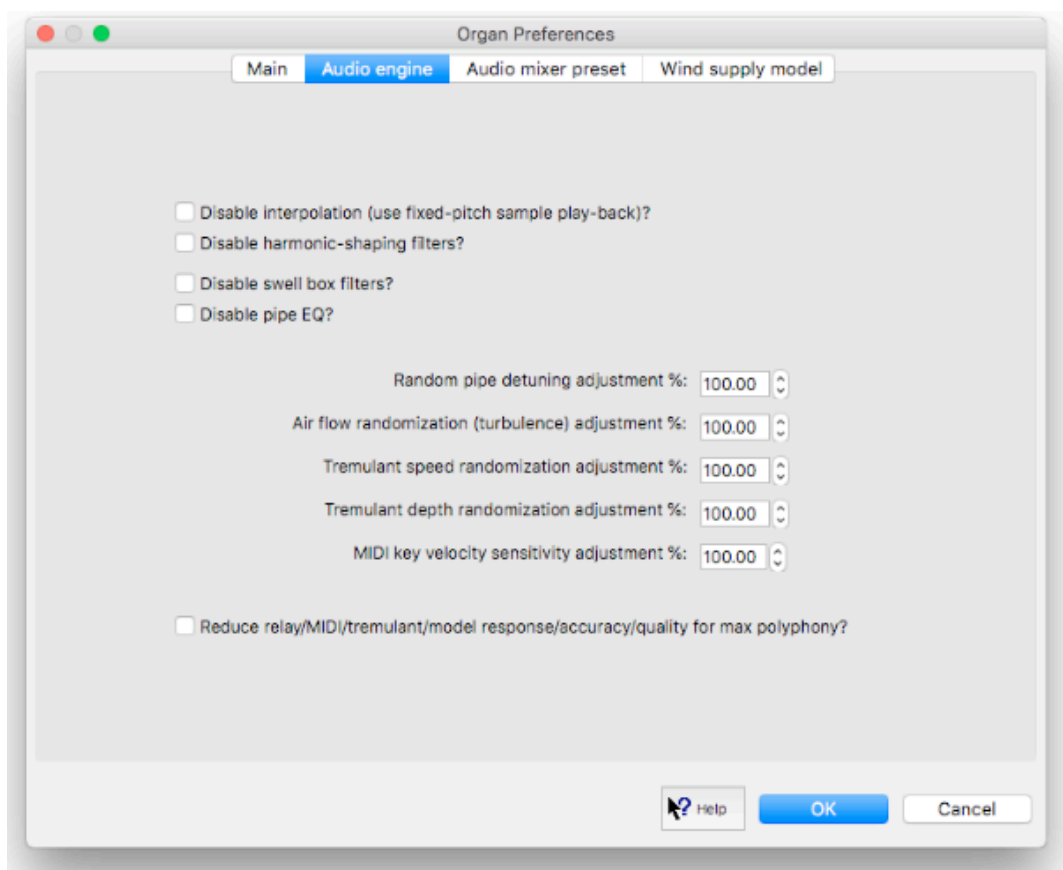 Organ Preferences
Main Audio engine Audio mixer preset Wind supply model
Disable interpolation (use fixed-pitch sample play-back)?
Disable harmonic-shaping filters?
Disable swell box filters?
Disable pipe EQ?
Random pipe detuning adjustment %: 100.00
Air flow randomization (turbulence) adjustment %: 100.00
Tremulant speed randomization adjustment %: 100.00
Tremulant depth randomization adjustment %: 100.00
MIDI key velocity sensitivity adjustment %: 100.00
Reduce relay/MIDI/tremulant/model response/accuracy/quality for max polyphony?
? Help OK Cancel